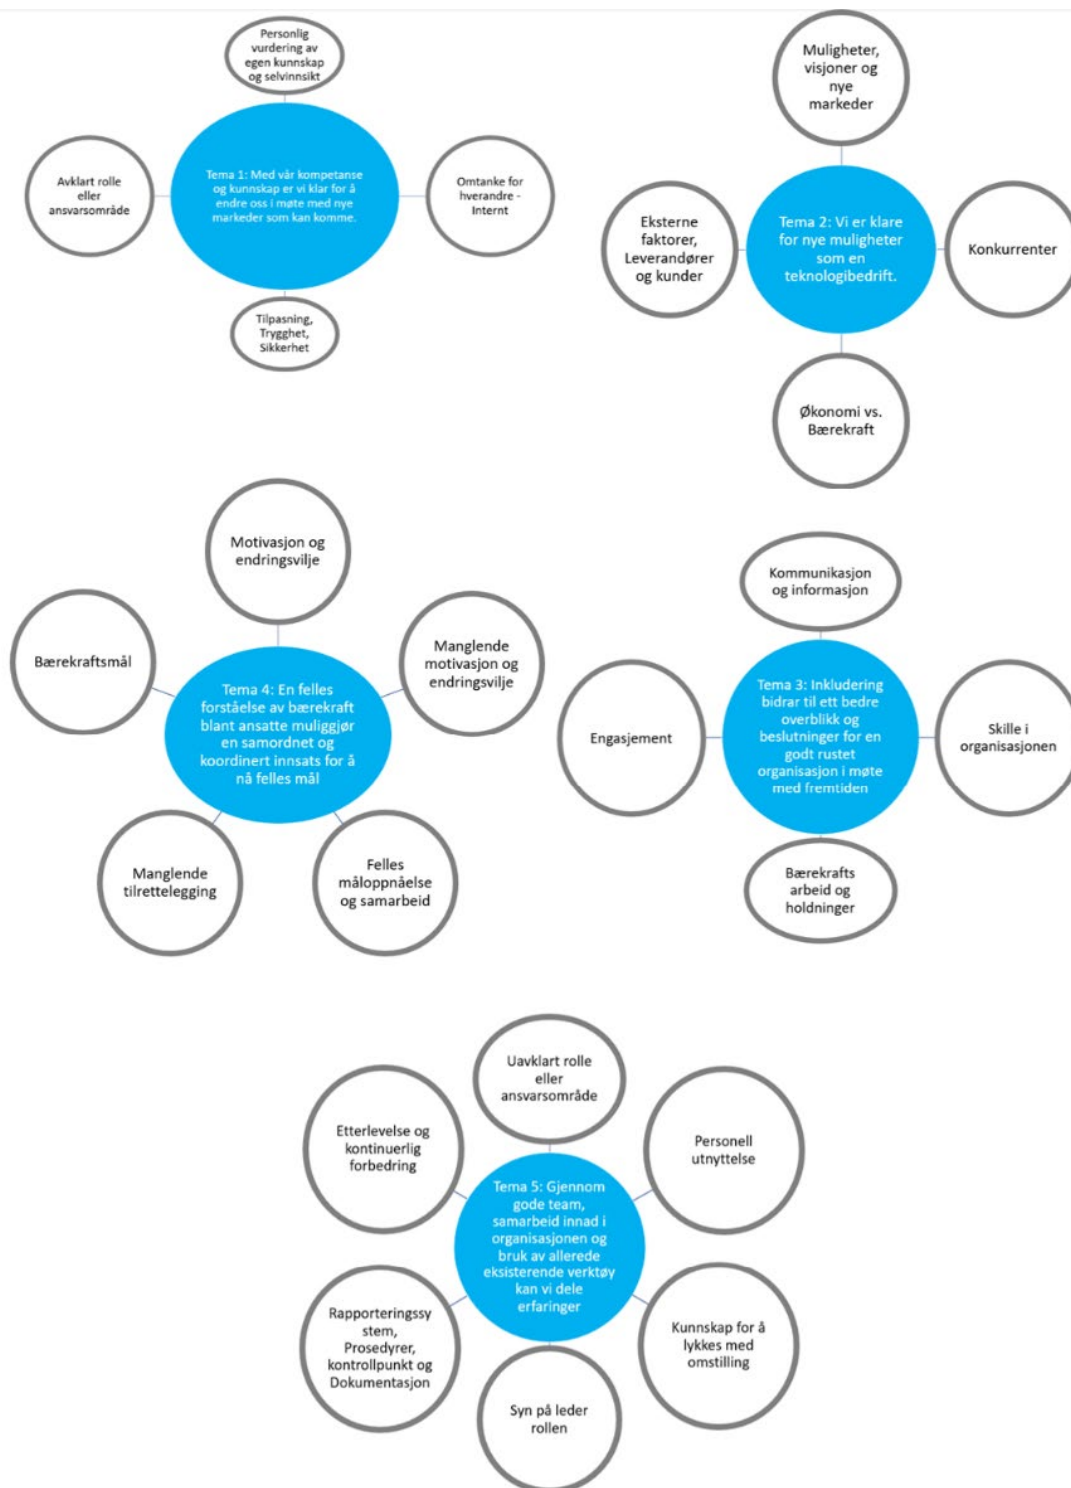 Personlig
vurdering av
egen kunnskap
og selvinnsikt
Avklart rolle
eller
ansvarsområde
Tema 1: Med vår kompetanse
og kunnskap er vi klar for å
endre oss i møte med nye
markeder som kan komme.
Omtanke for
hverandre -
Internt
Tilpasning,
Trygghet,
Sikkerhet
Muligheter,
visjoner og
nye
markeder
Eksterne
faktorer,
Leverandører
og kunder
Tema 2: Vi er klare
for nye muligheter
som en
teknologibedrift.
Konkurrenter
Økonomi vs.
Bærekraft
Motivasjon og
endringsvilje
Bærekraftsmål
Manglende
motivasjon og
endringsvilje
Tema 4: En felles
forståelse av bærekraft
blant ansatte muliggjør
en samordnet og
koordinert innsats for å
nå felles mål
Manglende
tilrettelegging
Felles
måloppnåelse
og samarbeid
Kommunikasjon
og informasjon
Engasjement
Tema 3: Inkludering
bidrar til ett bedre
overblikk og
beslutninger for en
godt rustet
organisasjon i møte
med fremtiden
Skille i
organisasjonen
Bærekrafts
arbeid og
holdninger
Uavklart rolle
eller
ansvarsområde
Etterlevelse og
kontinuerlig
forbedring
Personell
utnyttelse
Tema 5: Gjennom
gode team,
samarbeid innad i
organisasjonen og
bruk av allerede
eksisterende verktøy
kan vi dele
erfaringer
Rapporteringssy
stem,
Prosedyrer,
kontrollpunkt og
Dokumentasjon
Kunnskap for å
lykkes med
omstilling
Syn på leder
rollen